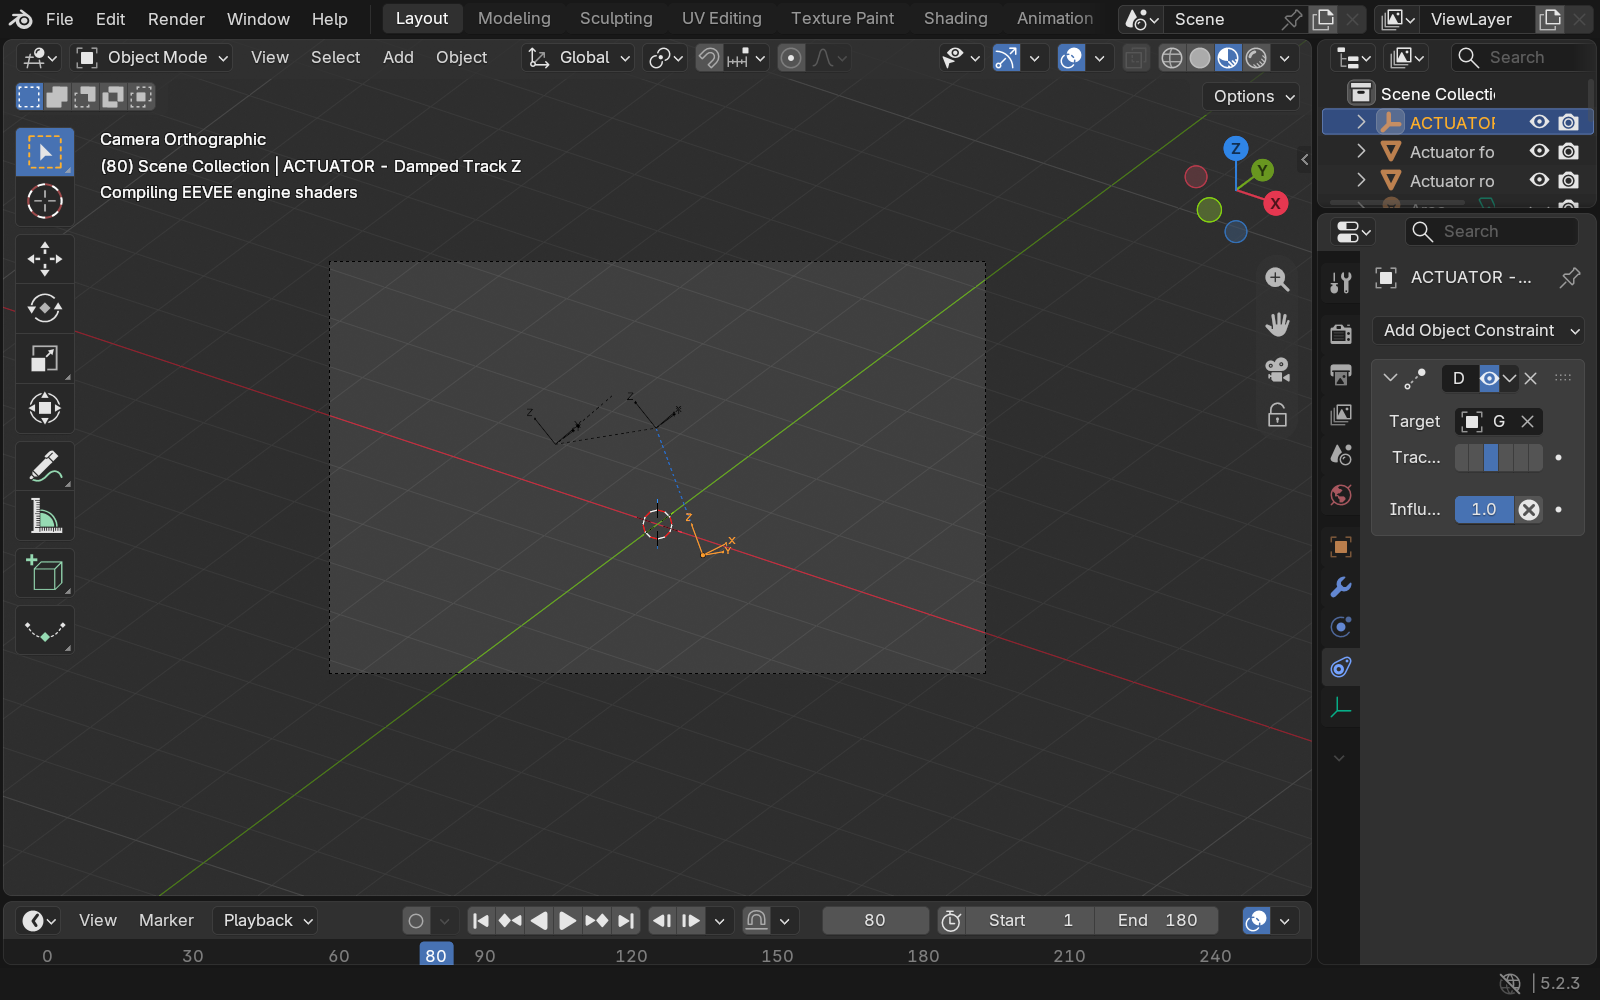 File Edit Render Window Help Layout Modeling Sculpting UV Editing Texture Paint Shading Animation Scene ViewLayer
Object Mode View Select Add Object Global Search
Options
Scene Collecti
ACTUATOR
Actuator fo
Actuator ro
Camera Orthographic
(80) Scene Collection | ACTUATOR - Damped Track Z
Compiling EEVEE engine shaders
Z
Y
X
Search
ACTUATOR -...
Add Object Constraint
D
Target G
Trac...
Influ... 1.0
Z
Z
Z
X
Y
View Marker Playback 80 Start 1 End 180
0 30 60 80 90 120 150 180 210 240
5.2.3